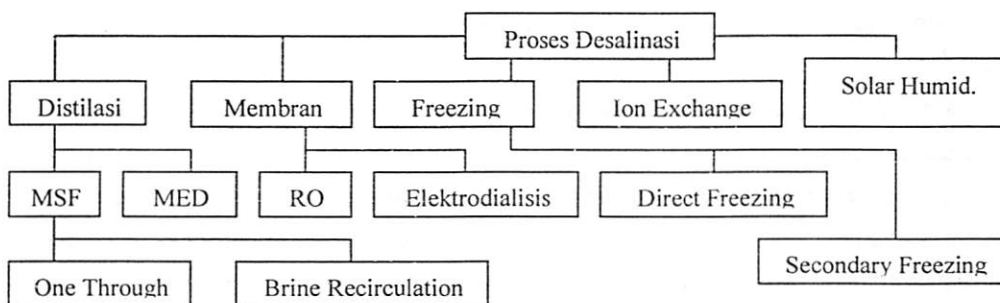 Proses Desalinasi
Distilasi
Membran
Freezing
Ion Exchange
Solar Humid.
MSF
MED
RO
Elektrodialisis
Direct Freezing
Secondary Freezing
One Through
Brine Recirculation